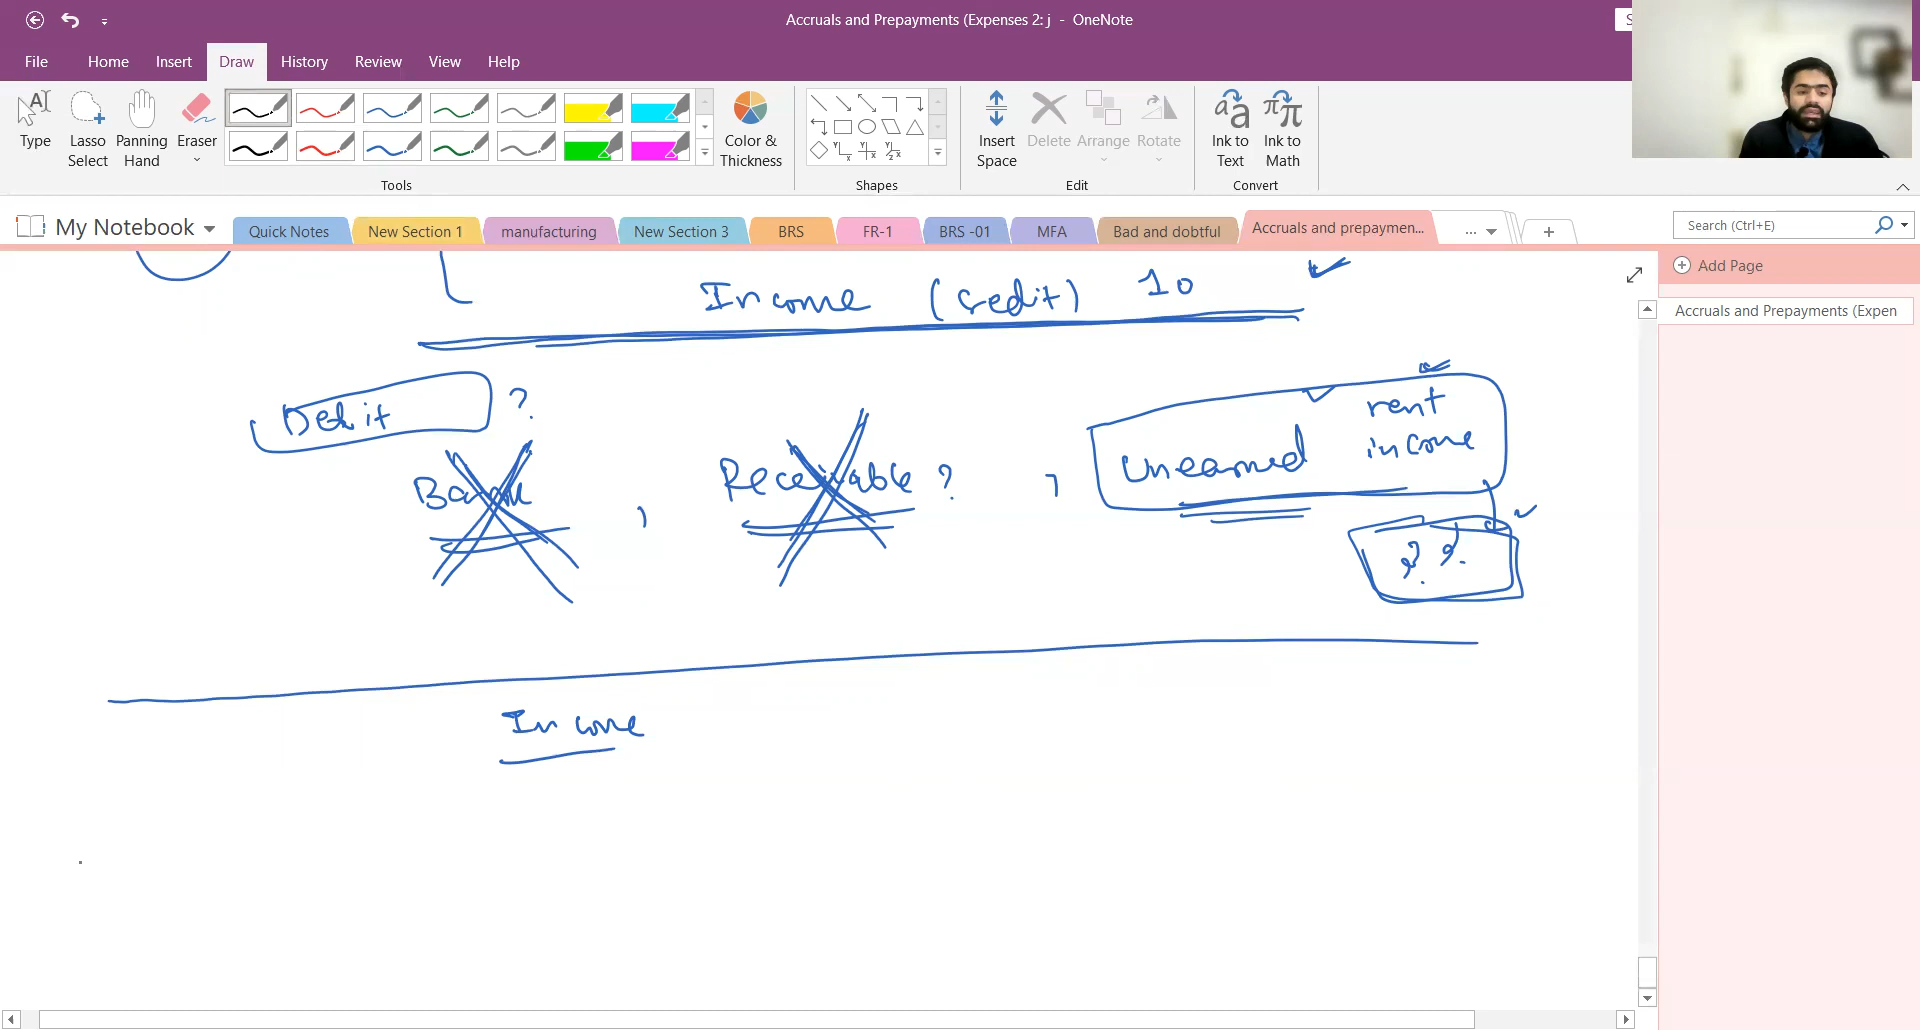 Accruals and Prepayments (Expenses 2: j - OneNote
File Home Insert Draw History Review View Help
Type Lasso Select Panning Hand Eraser
Color & Thickness
Insert Space Delete Arrange Rotate
Ink to Text Ink to Math
Tools Shapes Edit Convert
My Notebook Quick Notes New Section 1 manufacturing New Section 3 BRS FR-1 BRS -01 MFA Bad and doubtful Accruals and prepaymen... ... + Search (Ctrl+E)
Add Page
Accruals and Prepayments (Expen
Income (credit) 10
Debit ?
Bank , Receivable ? , unearned rent income
? ?
Income